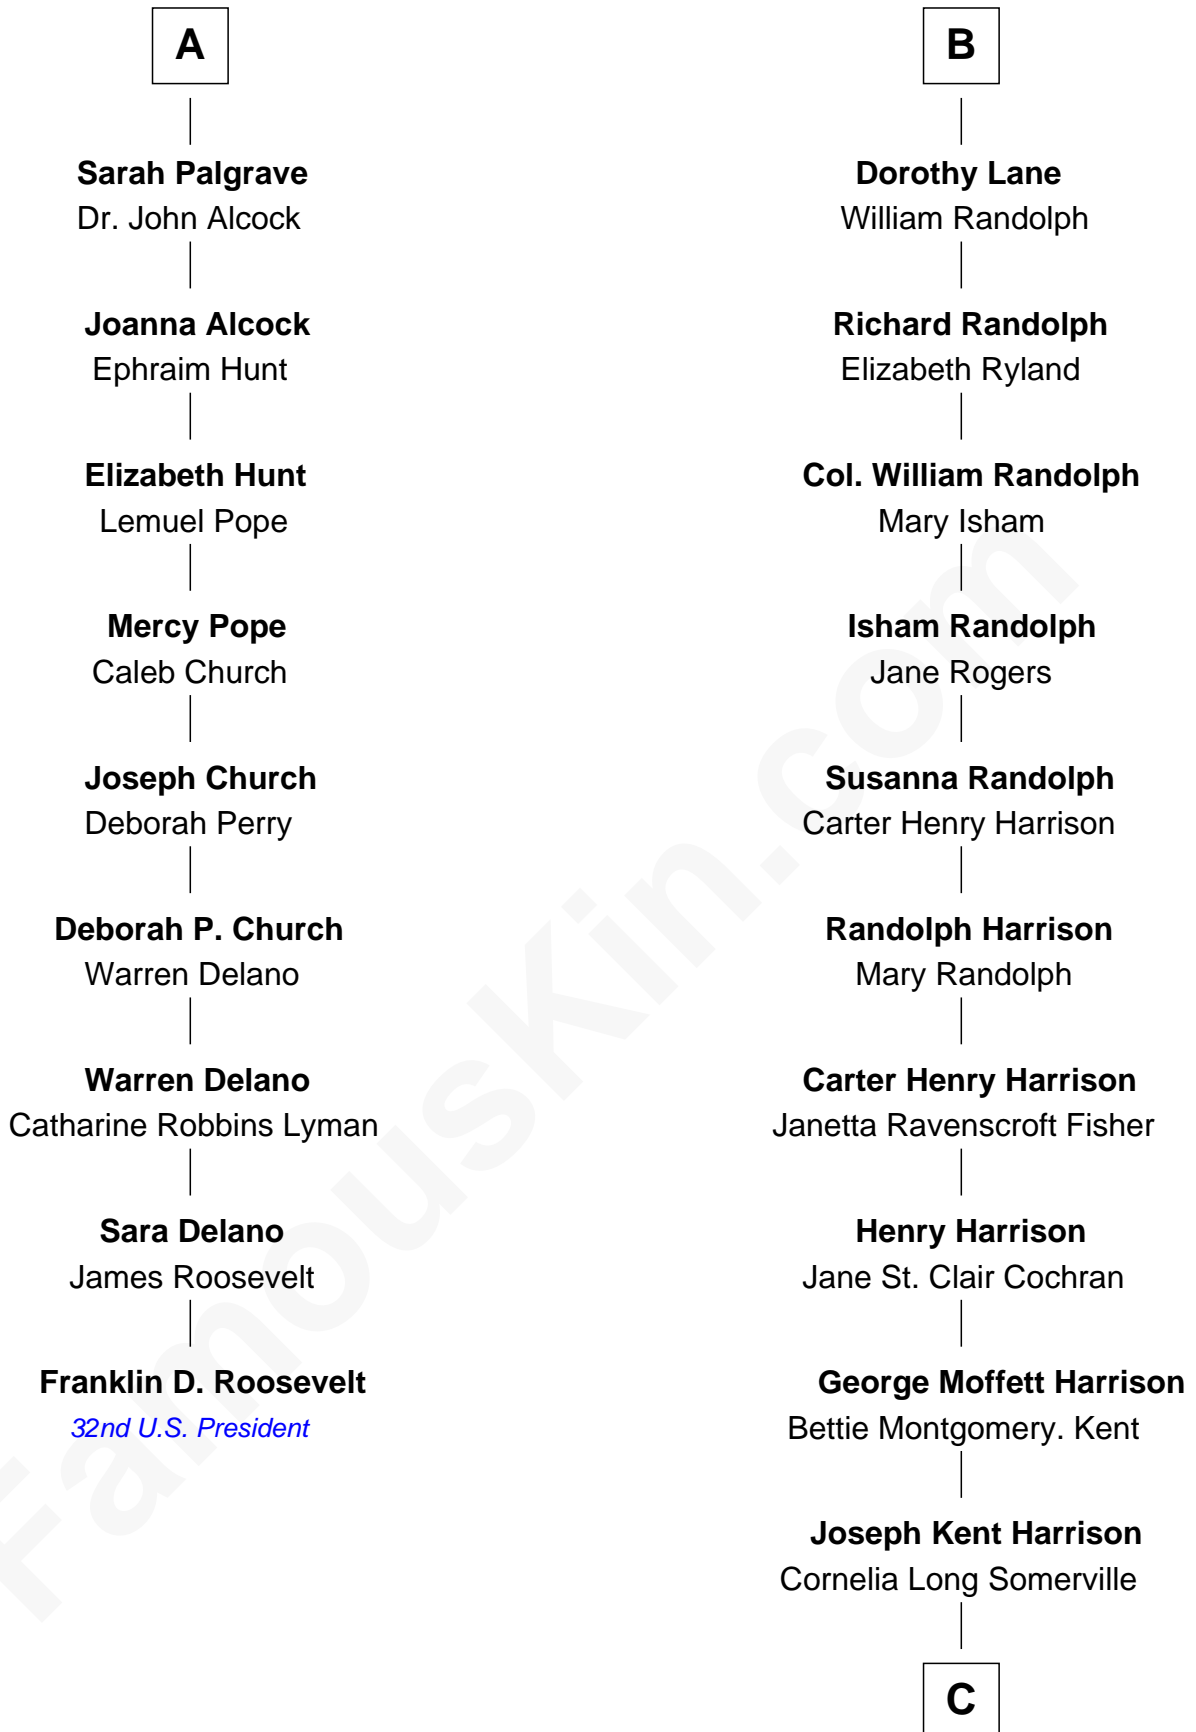 A
Sarah Palgrave
Dr. John Alcock
Joanna Alcock
Ephraim Hunt
Elizabeth Hunt
Lemuel Pope
Mercy Pope
Caleb Church
Joseph Church
Deborah Perry
Deborah P. Church
Warren Delano
Warren Delano
Catharine Robbins Lyman
Sara Delano
James Roosevelt
Franklin D. Roosevelt
32nd U.S. President
B
Dorothy Lane
William Randolph
Richard Randolph
Elizabeth Ryland
Col. William Randolph
Mary Isham
Isham Randolph
Jane Rogers
Susanna Randolph
Carter Henry Harrison
Randolph Harrison
Mary Randolph
Carter Henry Harrison
Janetta Ravenscroft Fisher
Henry Harrison
Jane St. Clair Cochran
George Moffett Harrison
Bettie Montgomery. Kent
Joseph Kent Harrison
Cornelia Long Somerville
C
FamousKin.com